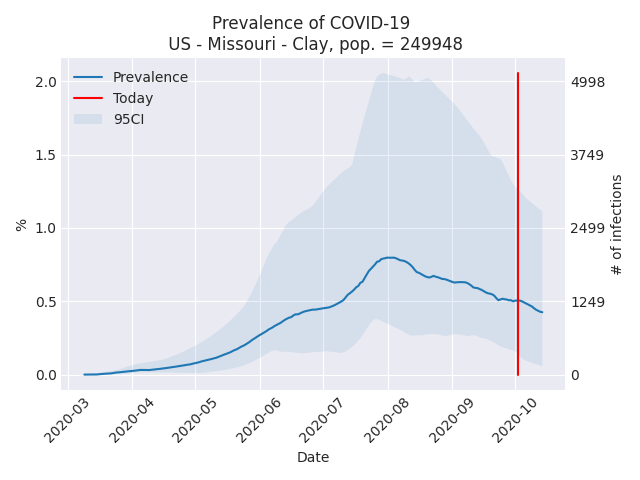 Prevalence of COVID-19
US - Missouri - Clay, pop. = 249948
Prevalence
Today
95CI
2.0
1.5
1.0
0.5
0.0
%
4998
3749
2499
1249
0
# of infections
2020-03
2020-04
2020-05
2020-06
2020-07
2020-08
2020-09
2020-10
Date